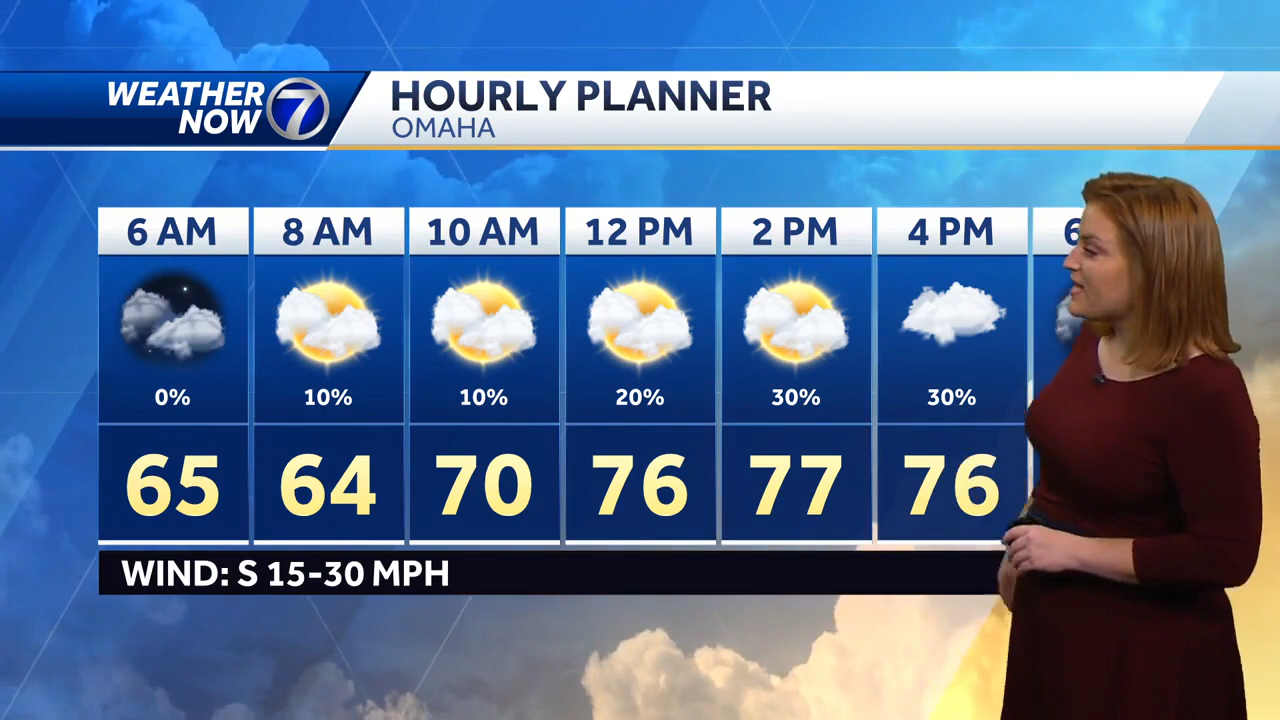 WEATHER
NOW 7
HOURLY PLANNER
OMAHA
6 AM 8 AM 10 AM 12 PM 2 PM 4 PM 6
0% 10% 10% 20% 30% 30%
65 64 70 76 77 76
WIND: S 15-30 MPH